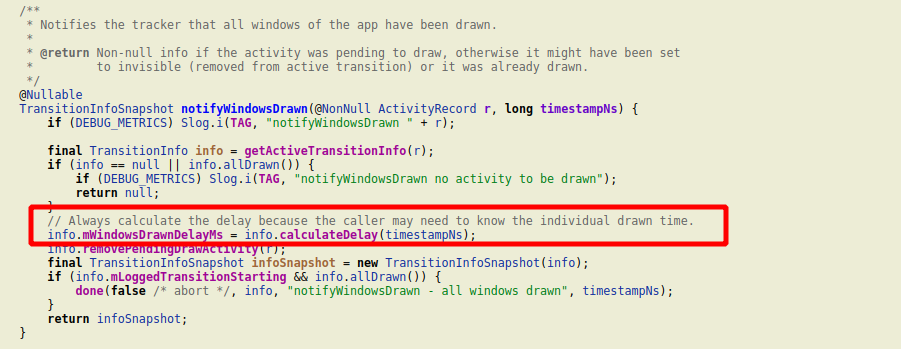 /**
 * Notifies the tracker that all windows of the app have been drawn.
 *
 * @return Non-null info if the activity was pending to draw, otherwise it might have been set
 *         to invisible (removed from active transition) or it was already drawn.
 */
@Nullable
TransitionInfoSnapshot notifyWindowsDrawn(@NonNull ActivityRecord r, long timestampNs) {
    if (DEBUG_METRICS) Slog.i(TAG, "notifyWindowsDrawn " + r);

    final TransitionInfo info = getActiveTransitionInfo(r);
    if (info == null || info.allDrawn()) {
        if (DEBUG_METRICS) Slog.i(TAG, "notifyWindowsDrawn no activity to be drawn");
        return null;
    }
    // Always calculate the delay because the caller may need to know the individual drawn time.
    info.mWindowsDrawnDelayMs = info.calculateDelay(timestampNs);
    info.removePendingDrawActivity(r);
    final TransitionInfoSnapshot infoSnapshot = new TransitionInfoSnapshot(info);
    if (info.mLoggedTransitionStarting && info.allDrawn()) {
        done(false /* abort */, info, "notifyWindowsDrawn - all windows drawn", timestampNs);
    }
    return infoSnapshot;
}